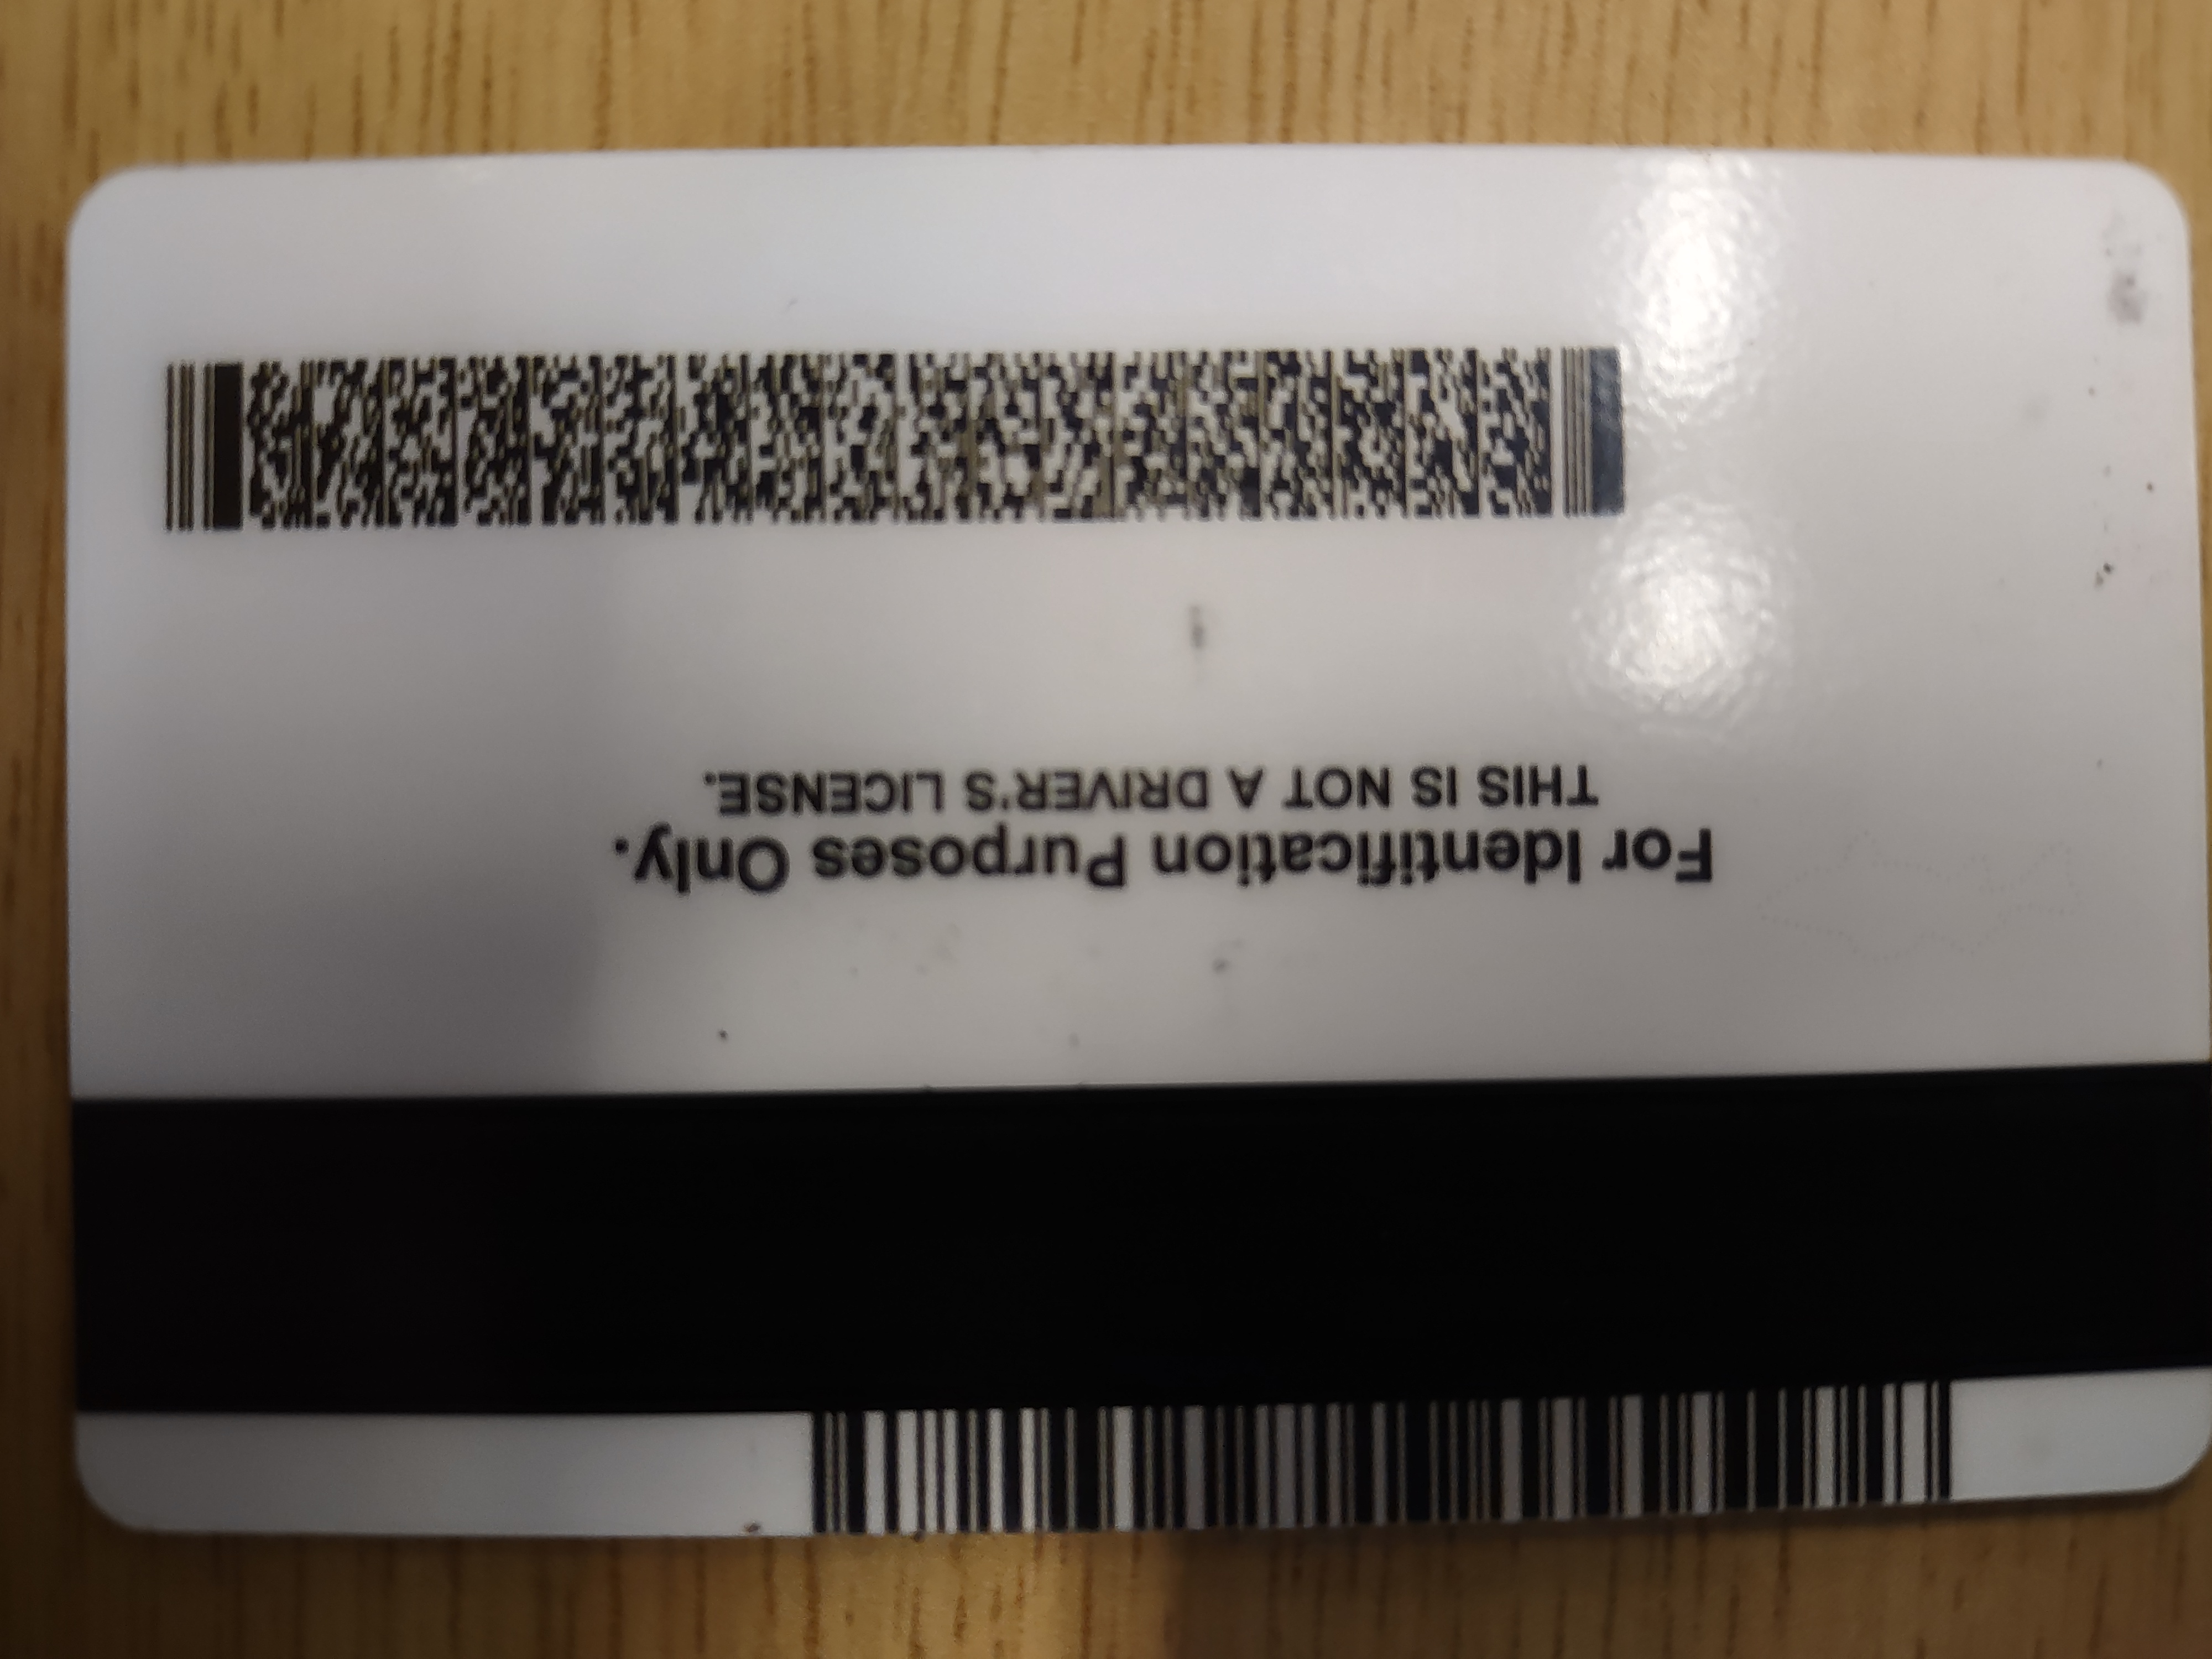 For Identification Purposes Only.
THIS IS NOT A DRIVER'S LICENSE.